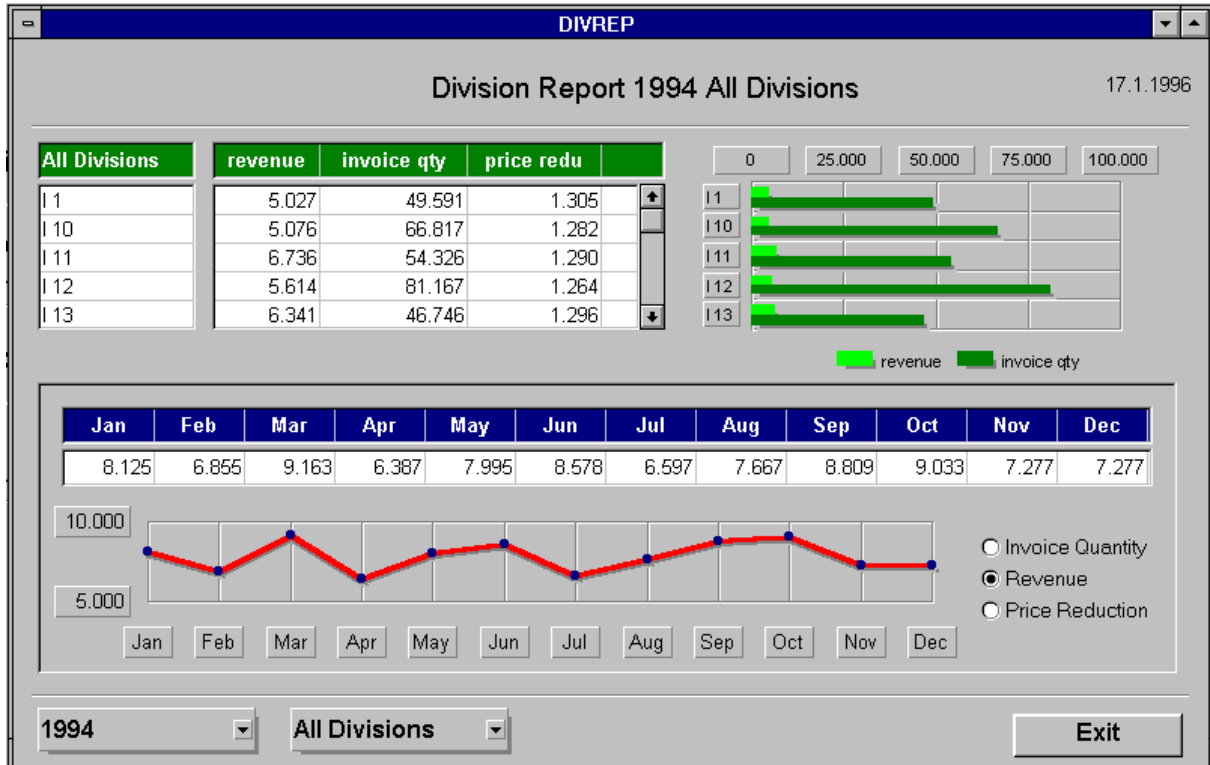 DIVREP
Division Report 1994 All Divisions
17.1.1996
All Divisions revenue invoice qty price redu
I 1 5.027 49.591 1.305
I 10 5.076 66.817 1.282
I 11 6.736 54.326 1.290
I 12 5.614 81.167 1.264
I 13 6.341 46.746 1.296
0 25.000 50.000 75.000 100.000
I 1
I 10
I 11
I 12
I 13
revenue invoice qty
Jan Feb Mar Apr May Jun Jul Aug Sep Oct Nov Dec
8.125 6.855 9.163 6.387 7.995 8.578 6.597 7.667 8.809 9.033 7.277 7.277
10.000
5.000
Jan Feb Mar Apr May Jun Jul Aug Sep Oct Nov Dec
Invoice Quantity
Revenue
Price Reduction
1994 All Divisions Exit